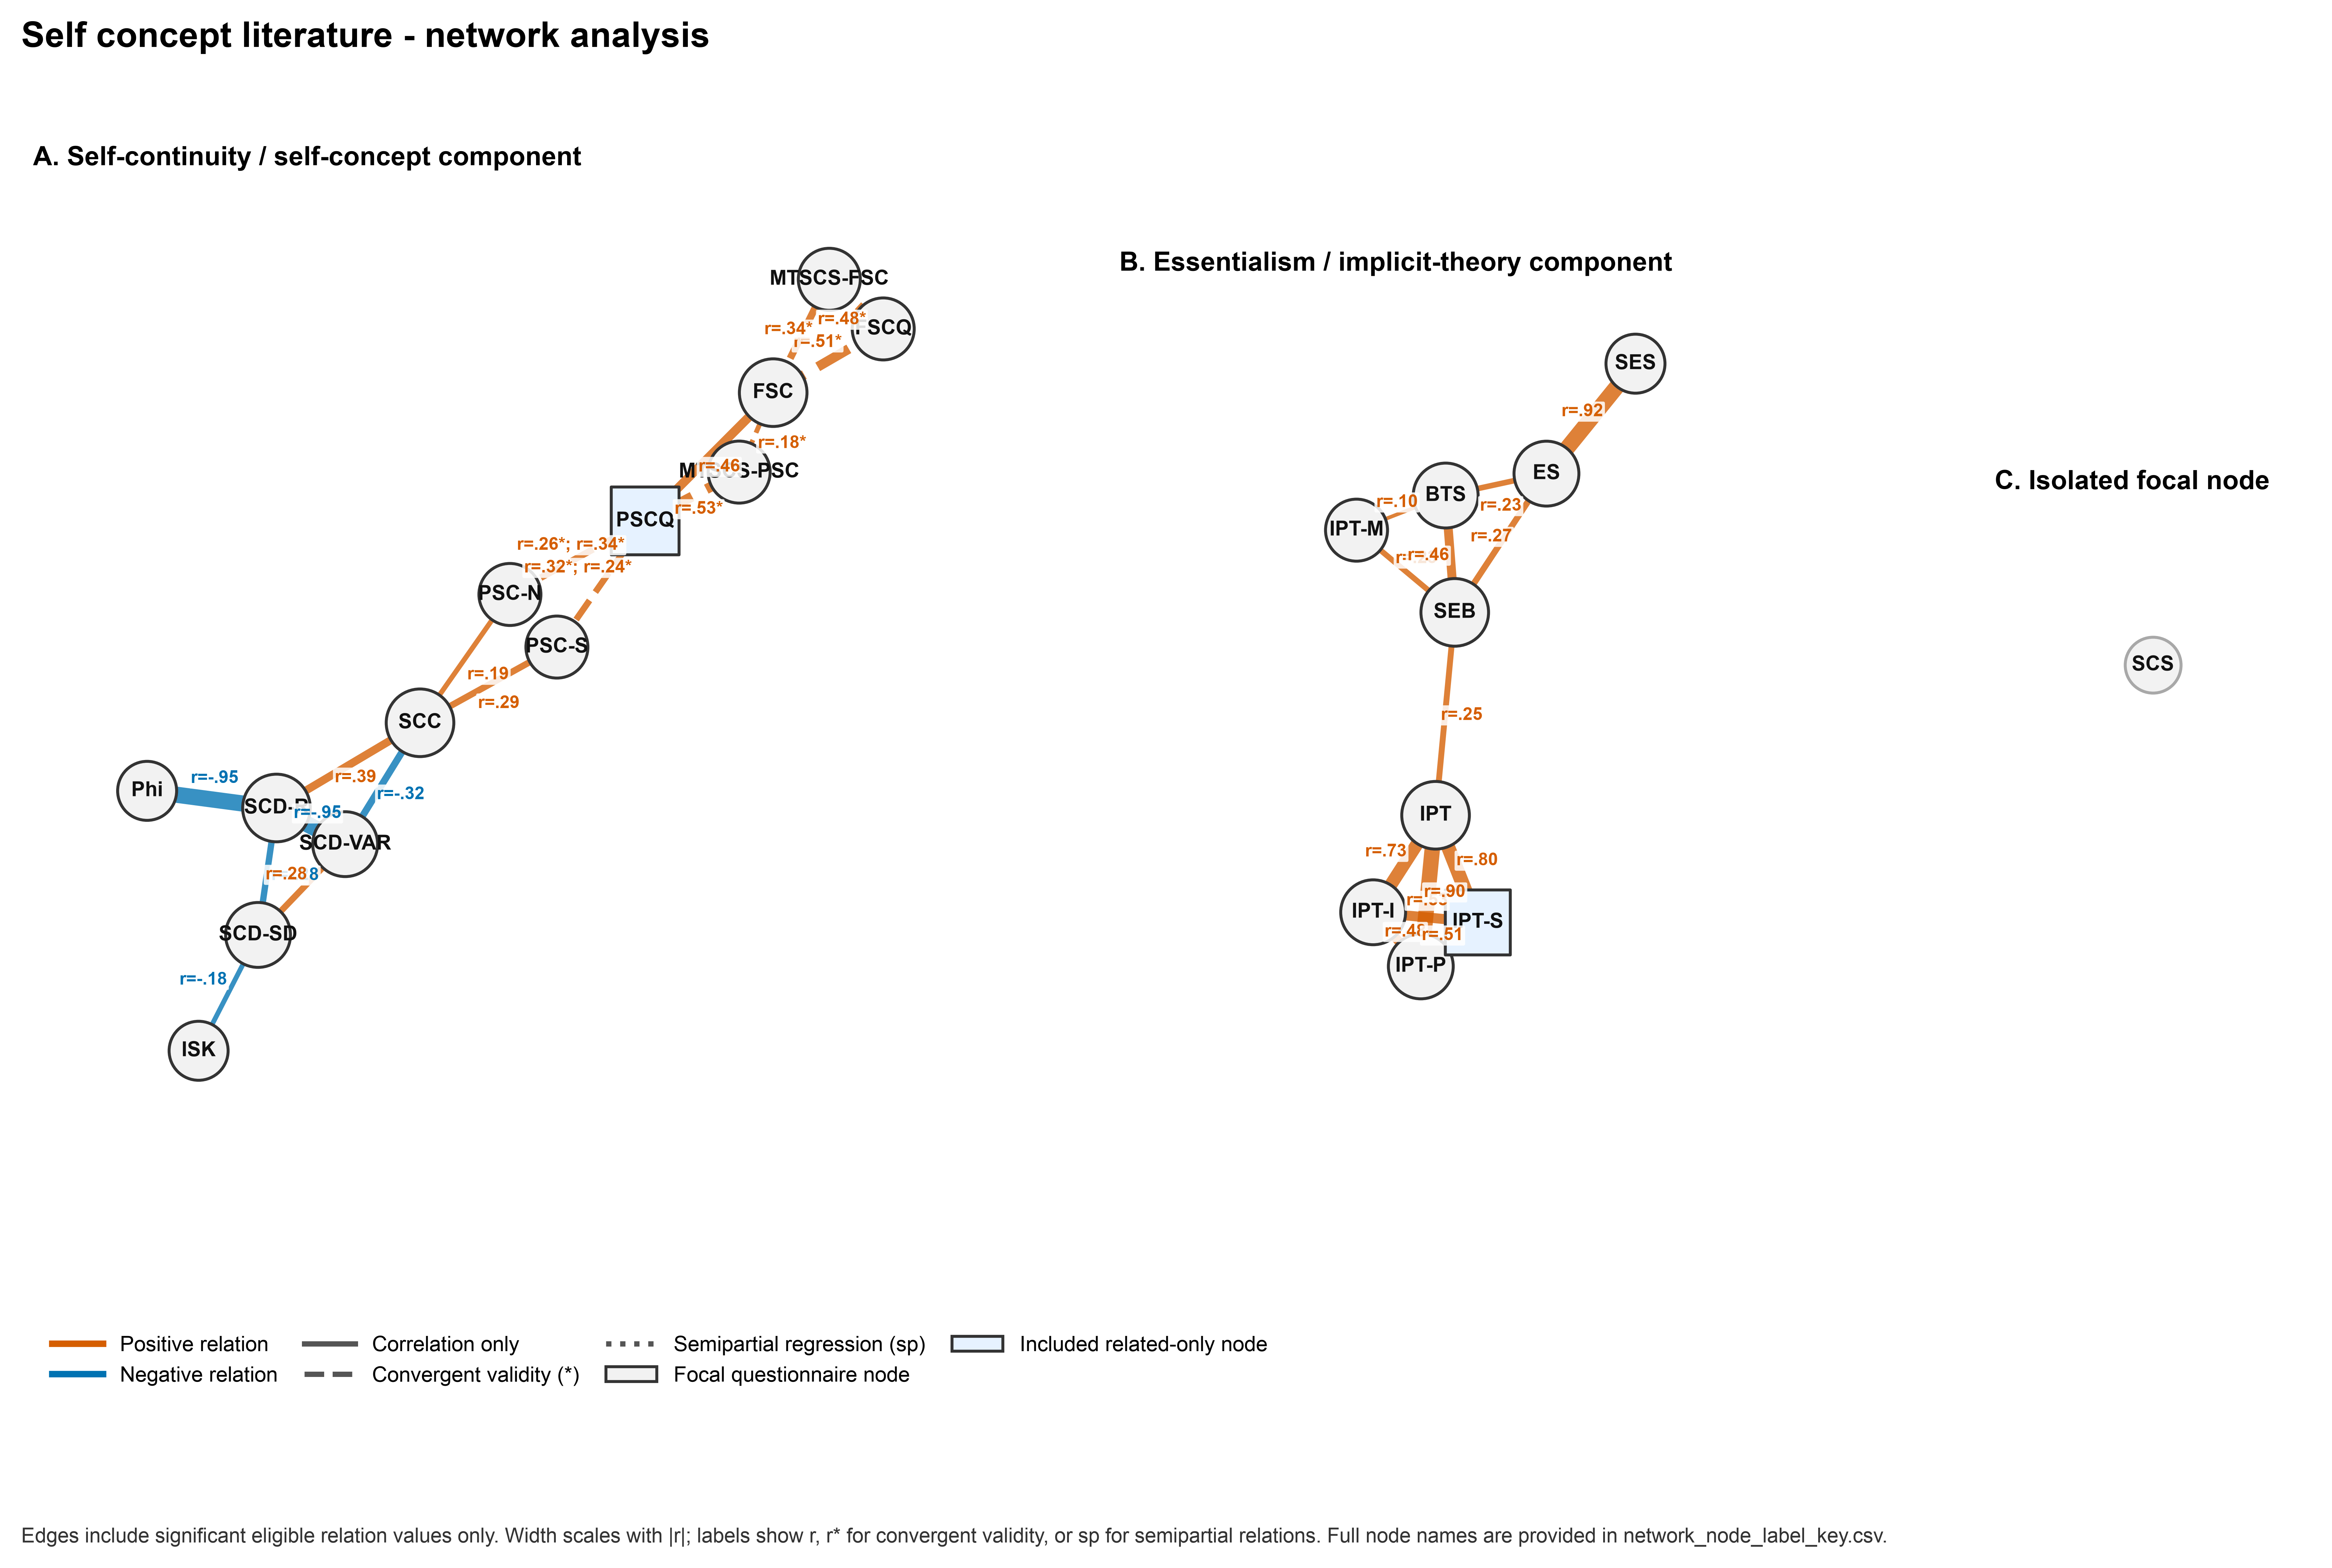 Self concept literature - network analysis
A. Self-continuity / self-concept component
MTSCS-FSC
r=.34*
r=.48*
FSCQ
r=.51*
FSC
r=.18*
r=.46
r=.53*
PSCQ
r=.26*; r=.34*
r=.32*; r=.24*
PSC-N
PSC-S
r=.19
r=.29
SCC
r=.39
r=-.32
Phi
r=-.95
r=-.95
SCD-VAR
r=.28
SCD-SD
r=-.18
ISK
B. Essentialism / implicit-theory component
SES
r=.92
ES
BTS
r=.10
r=.23
IPT-M
r=.46
r=.27
SEB
r=.25
IPT
r=.73
r=.80
r=.90
IPT-I
IPT-S
r=.48
r=.51
IPT-P
C. Isolated focal node
SCS
Positive relation
Correlation only
Semipartial regression (sp)
Included related-only node
Negative relation
Convergent validity (*)
Focal questionnaire node
Edges include significant eligible relation values only. Width scales with |r|; labels show r, r* for convergent validity, or sp for semipartial relations. Full node names are provided in network_node_label_key.csv.